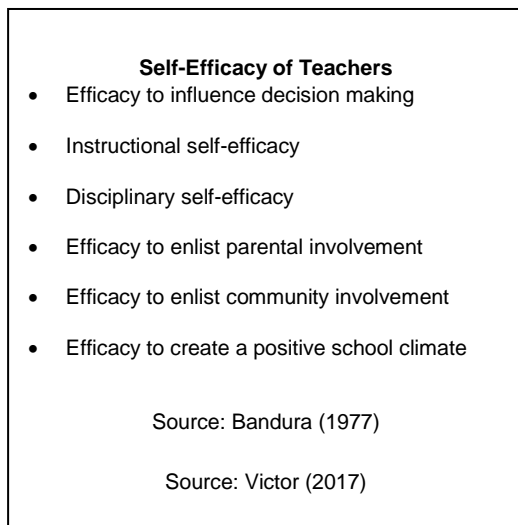 Self-Efficacy of Teachers
• Efficacy to influence decision making
• Instructional self-efficacy
• Disciplinary self-efficacy
• Efficacy to enlist parental involvement
• Efficacy to enlist community involvement
• Efficacy to create a positive school climate
Source: Bandura (1977)
Source: Victor (2017)